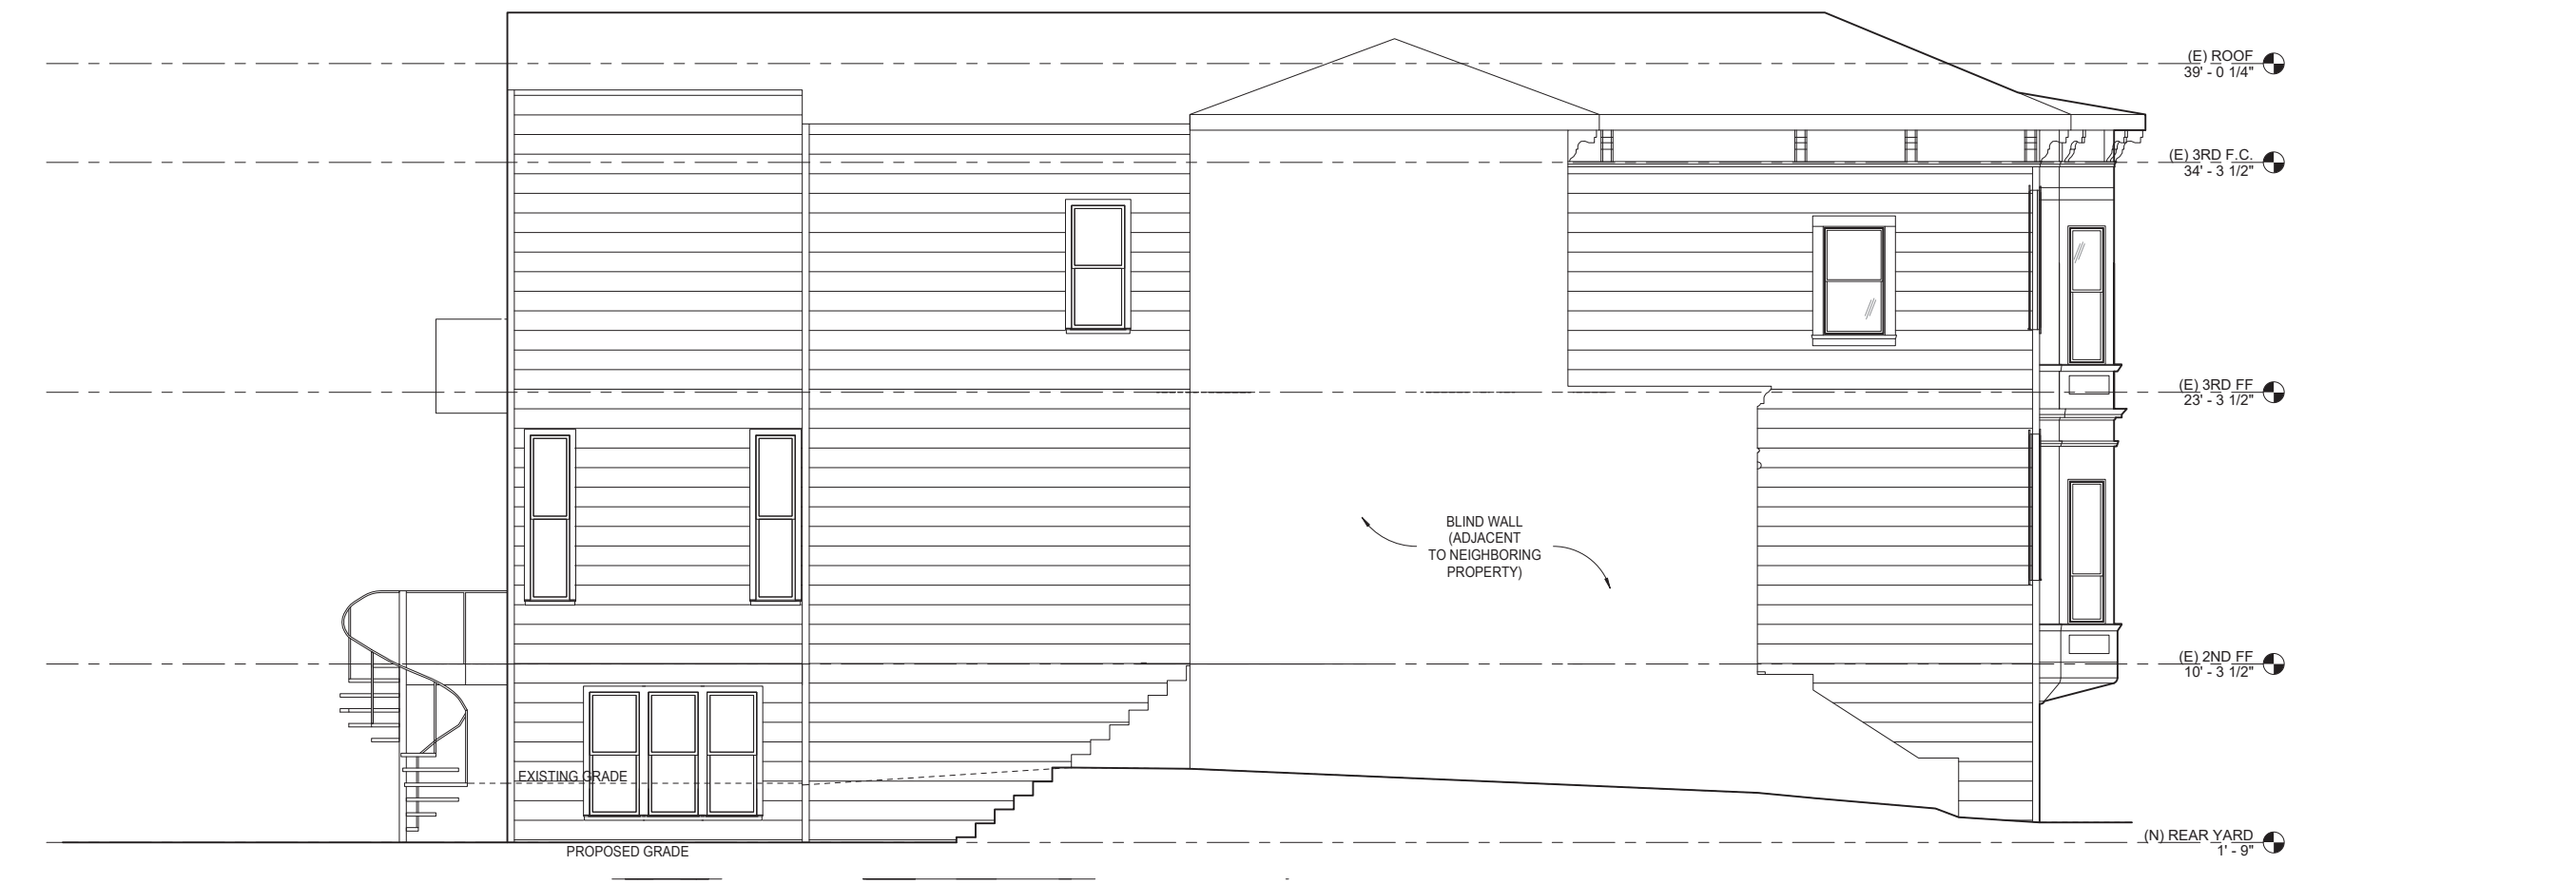 (E) ROOF
39' - 0 1/4"
(E) 3RD F.C.
34' - 3 1/2"
(E) 3RD FF
23' - 3 1/2"
BLIND WALL
(ADJACENT
TO NEIGHBORING
PROPERTY)
(E) 2ND FF
10' - 3 1/2"
EXISTING GRADE
(N) REAR YARD
1' - 9"
PROPOSED GRADE